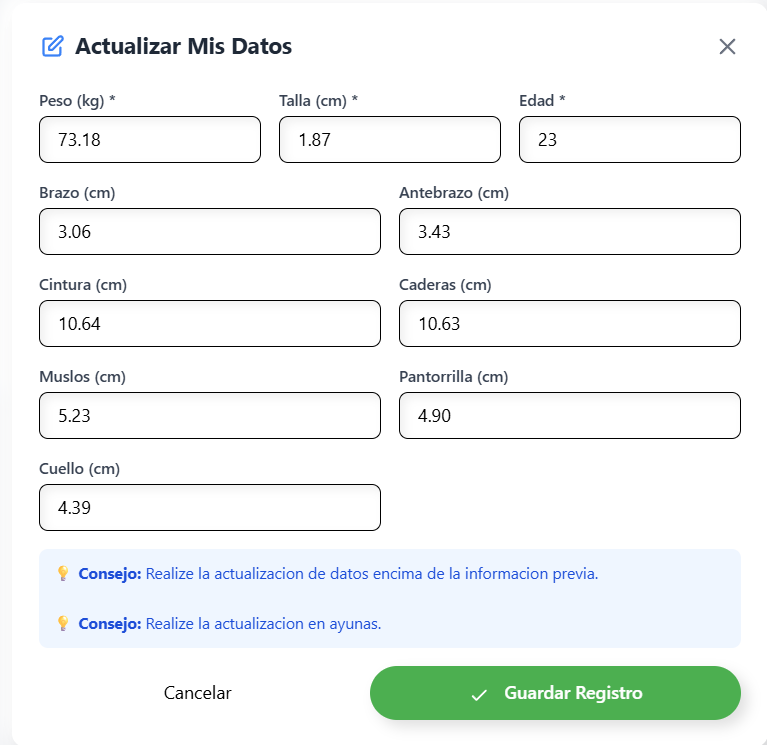 Actualizar Mis Datos
Peso (kg) * Talla (cm) * Edad *
73.18 1.87 23
Brazo (cm) Antebrazo (cm)
3.06 3.43
Cintura (cm) Caderas (cm)
10.64 10.63
Muslos (cm) Pantorrilla (cm)
5.23 4.90
Cuello (cm)
4.39
Consejo: Realize la actualizacion de datos encima de la informacion previa.
Consejo: Realize la actualizacion en ayunas.
Cancelar Guardar Registro